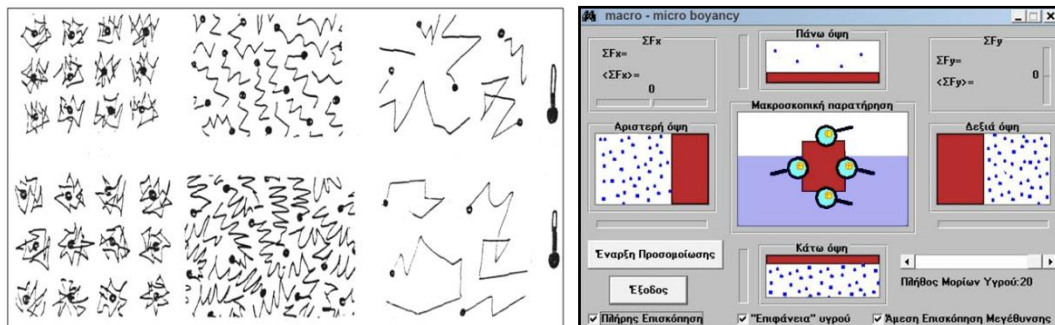 macro - micro boyancy
ΣFx
ΣFx=
<ΣFx>=
0
Πάνω όψη
ΣFy
ΣFy=
<ΣFy>=
0
Μακροσκοπική παρατήρηση
Αριστερή όψη
Δεξιά όψη
Έναρξη Προσομοίωσης
Έξοδος
Κάτω όψη
Πλήθος Μορίων Υγρού:20
Πλήρης Επισκόπηση
"Επιφάνεια" υγρού
Άμεση Επισκόπηση Μεγέθυνσης